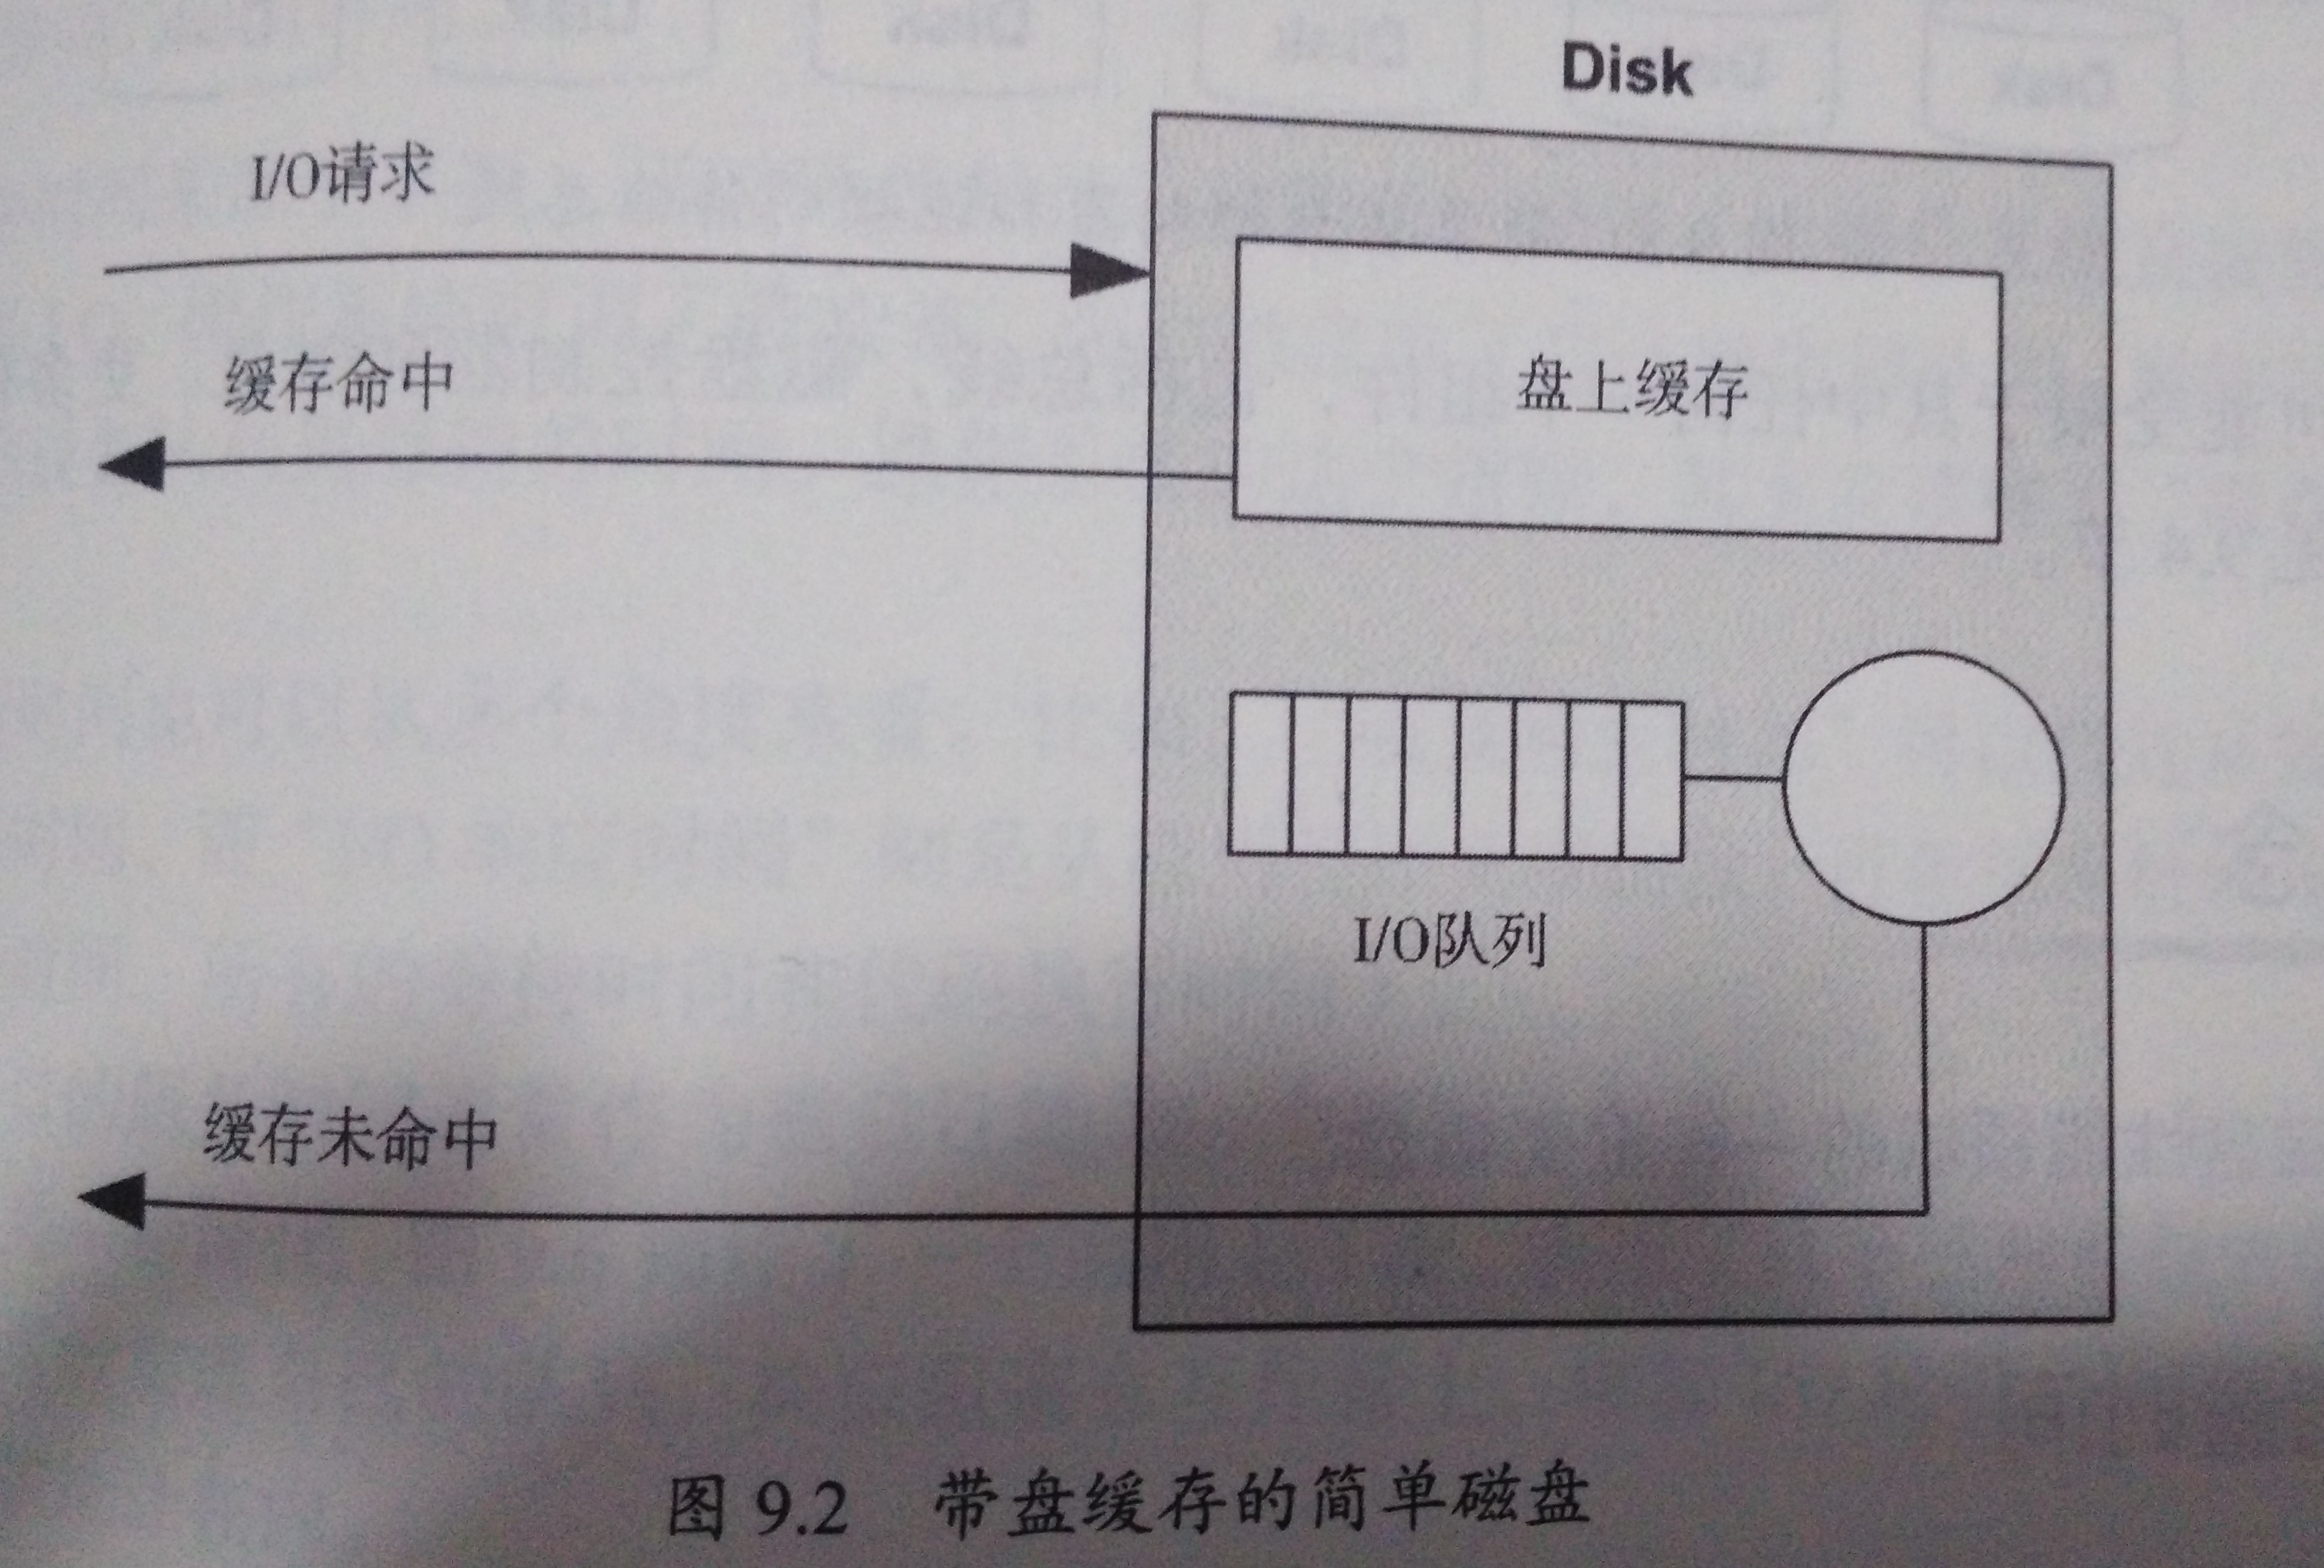 Disk
I/O请求
缓存命中
盘上缓存
I/O队列
缓存未命中
图 9.2 带盘缓存的简单磁盘